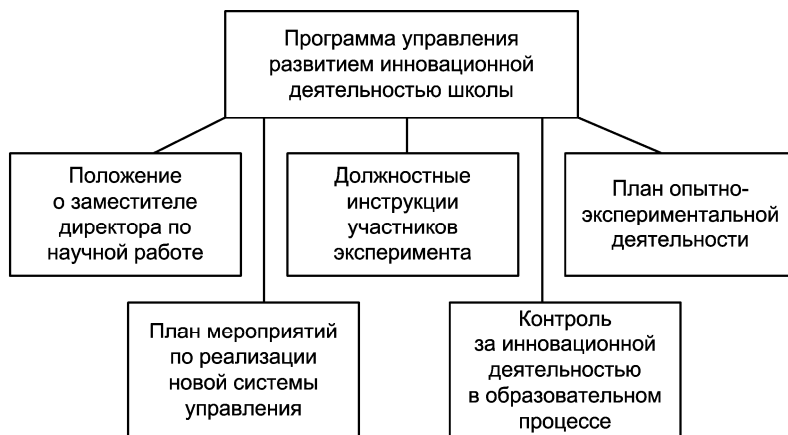 Программа управления
развитием инновационной
деятельностью школы
Положение
о заместителе
директора по
научной работе
Должностные
инструкции
участников
эксперимента
План опытно-
экспериментальной
деятельности
План мероприятий
по реализации
новой системы
управления
Контроль
за инновационной
деятельностью
в образовательном
процессе